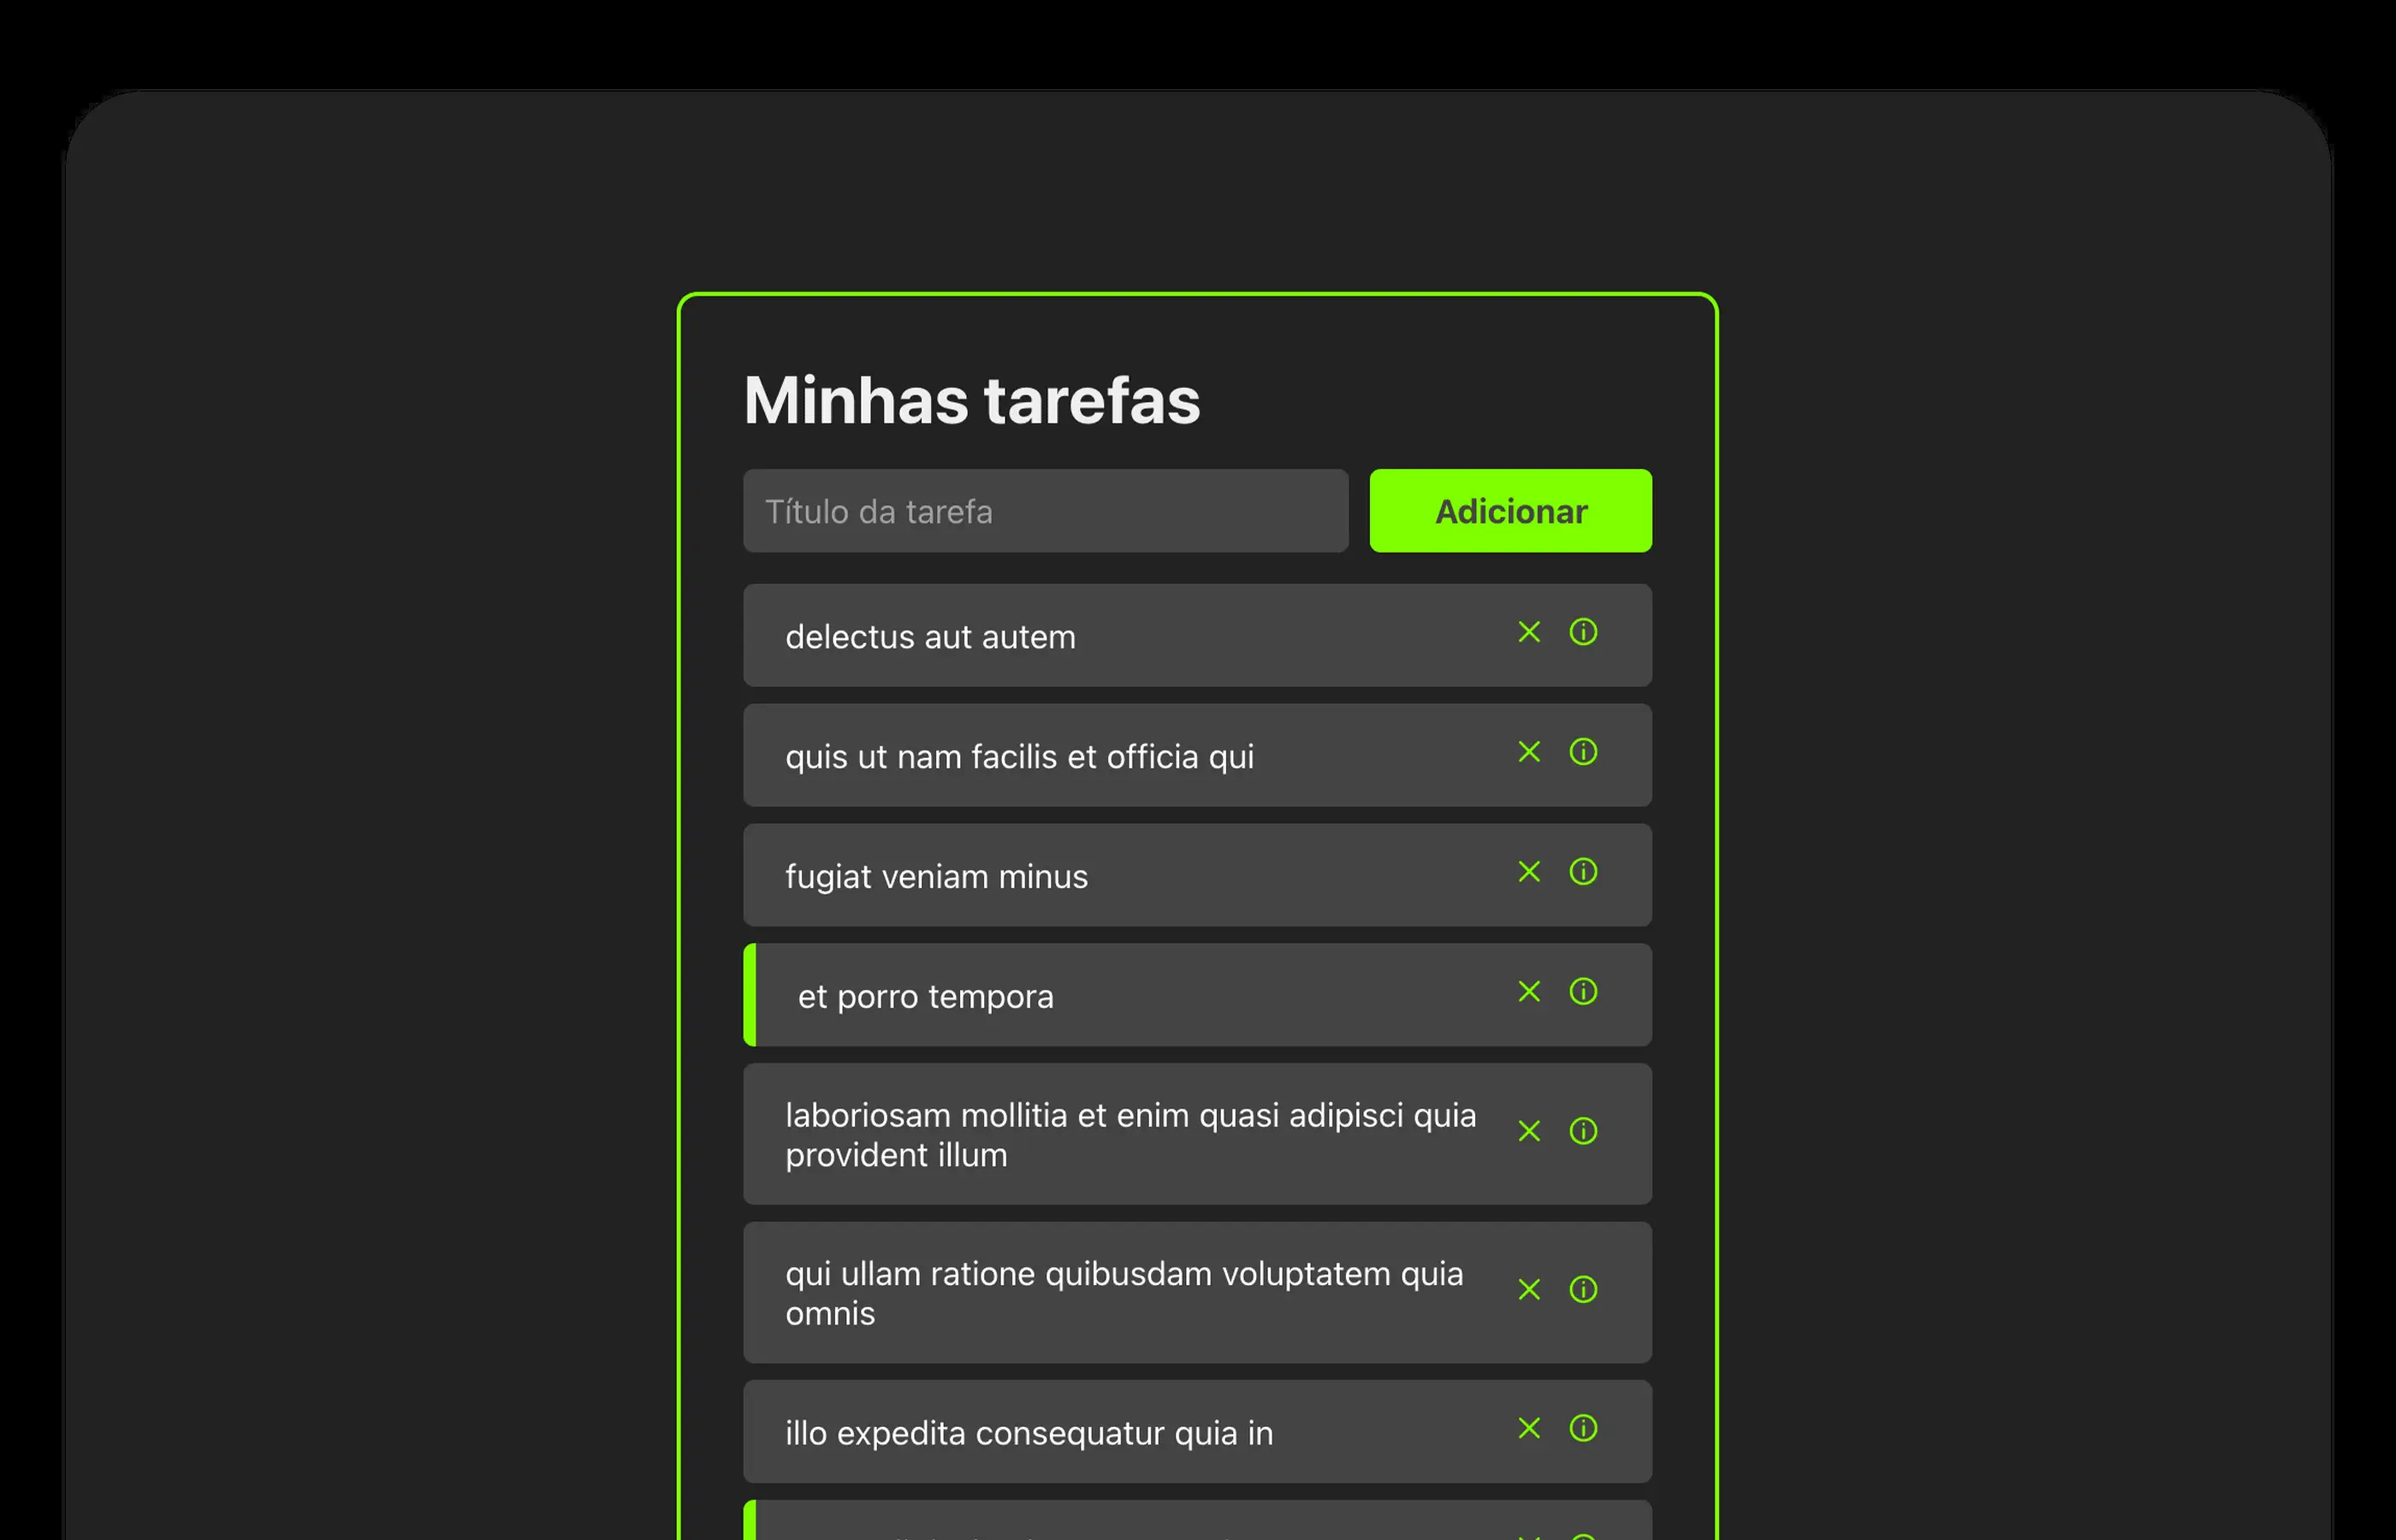 Minhas tarefas
Título da tarefa
Adicionar
delectus aut autem
quis ut nam facilis et officia qui
fugiat veniam minus
et porro tempora
laboriosam mollitia et enim quasi adipisci quia
provident illum
qui ullam ratione quibusdam voluptatem quia
omnis
illo expedita consequatur quia in